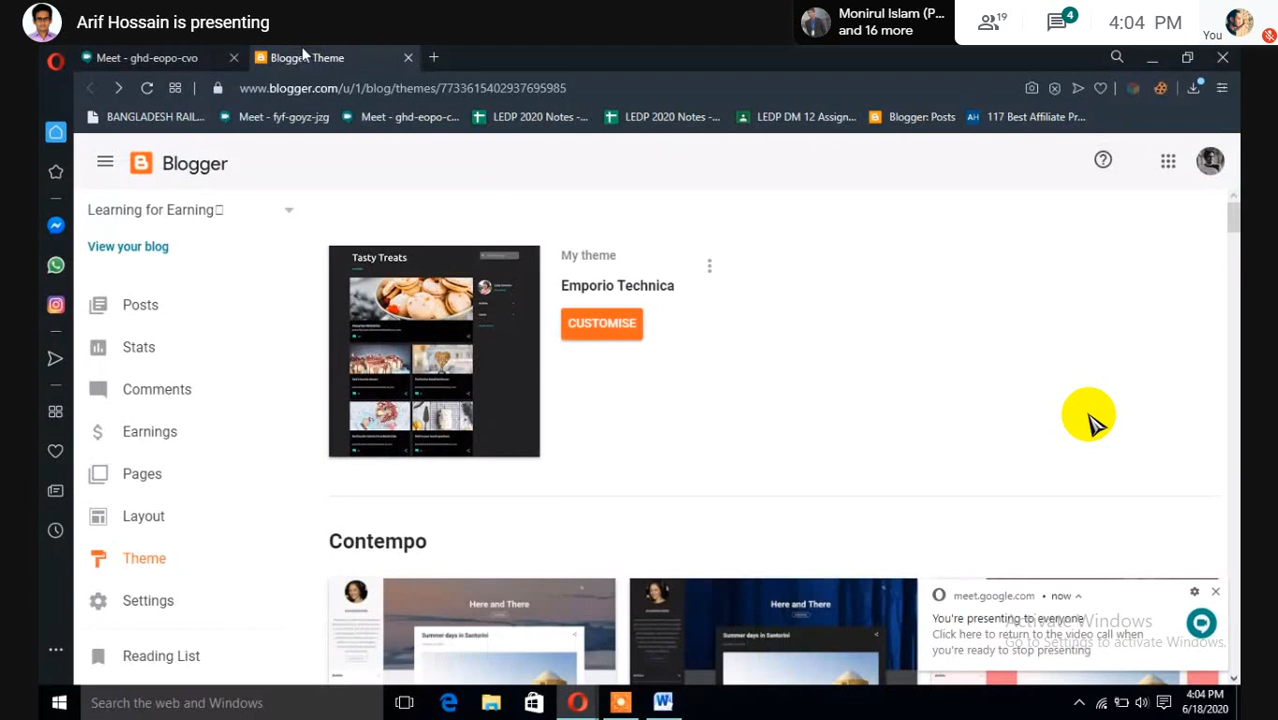 Arif Hossain is presenting
Monirul Islam (P...
and 16 more
19
4
4:04 PM
You
Meet - ghd-eopo-cvo
Blogger: Theme
www.blogger.com/u/1/blog/themes/7733615402937695985
BANGLADESH RAIL...
Meet - fyf-goyz-jzg
Meet - ghd-eopo-c...
LEDP 2020 Notes -...
LEDP 2020 Notes -...
LEDP DM 12 Assign...
Blogger: Posts
AH
117 Best Affiliate Pr...
Blogger
Learning for Earning
View your blog
Posts
Stats
Comments
Earnings
Pages
Layout
Theme
Settings
Reading List
Tasty Treats
My theme
Emporio Technica
CUSTOMISE
Contempo
Here and There
Summer days in Santorini
Here and There
Summer days in Santorini
meet.google.com • now
You're presenting to everyone
Click here to return to the video call when
you're ready to stop presenting
Activate Windows
Go to Settings to activate Windows.
Search the web and Windows
4:04 PM
6/18/2020